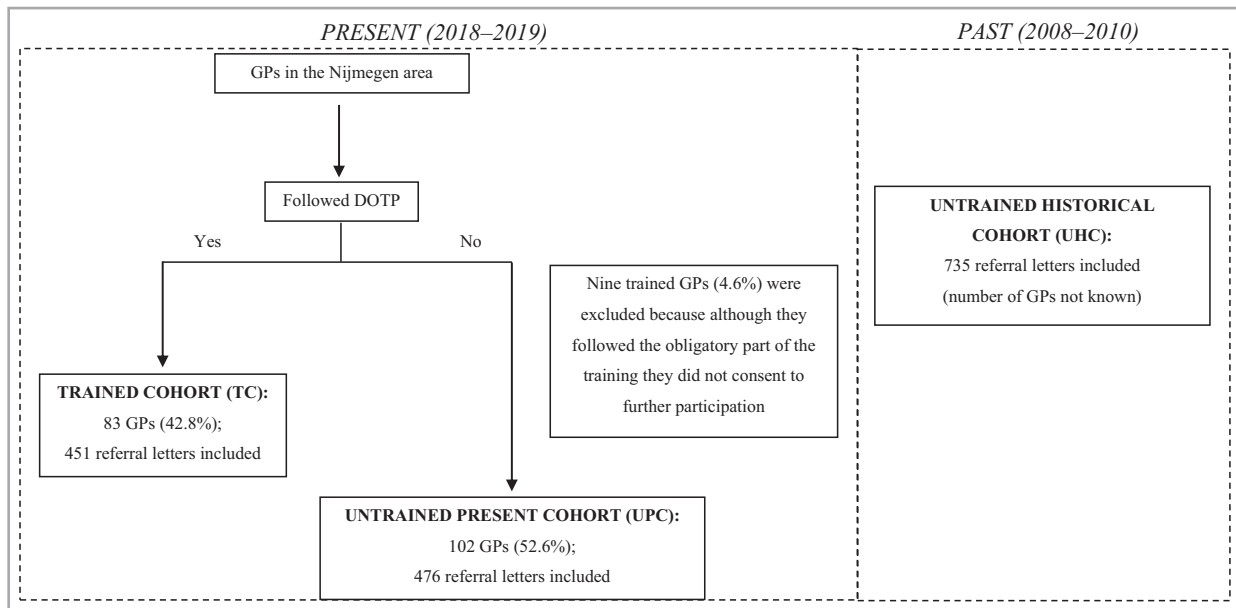 PRESENT (2018–2019)
PAST (2008–2010)
GPs in the Nijmegen area
Followed DOTP
Yes
No
Nine trained GPs (4.6%) were
excluded because although they
followed the obligatory part of the
training they did not consent to
further participation
TRAINED COHORT (TC):
83 GPs (42.8%);
451 referral letters included
UNTRAINED PRESENT COHORT (UPC):
102 GPs (52.6%);
476 referral letters included
UNTRAINED HISTORICAL
COHORT (UHC):
735 referral letters included
(number of GPs not known)